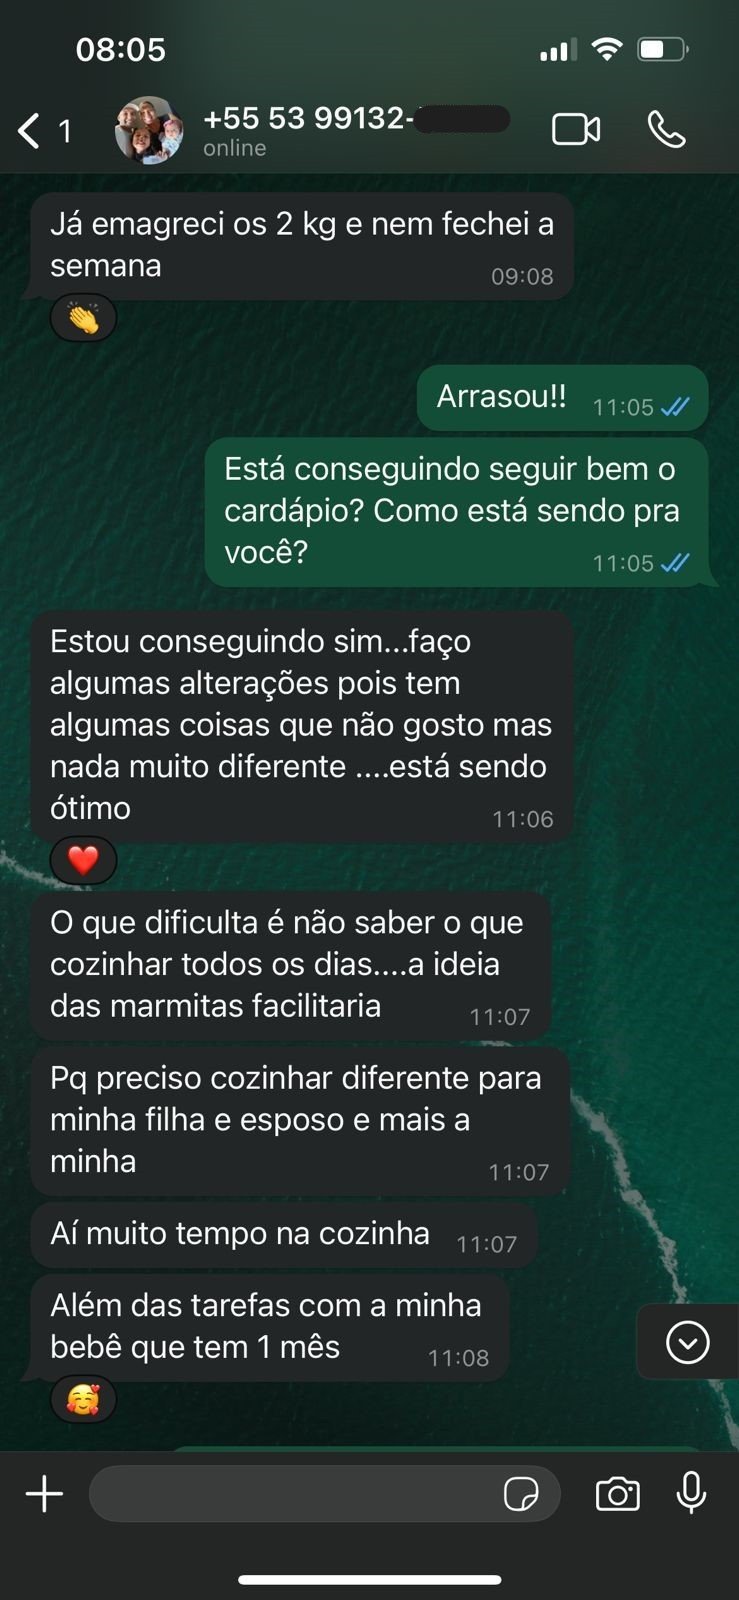 08:05
1
+55 53 99132-
online
Já emagreci os 2 kg e nem fechei a
semana
09:08
Arrasou!!
11:05
Está conseguindo seguir bem o
cardápio? Como está sendo pra
você?
11:05
Estou conseguindo sim...faço
algumas alterações pois tem
algumas coisas que não gosto mas
nada muito diferente ....está sendo
ótimo
11:06
O que dificulta é não saber o que
cozinhar todos os dias....a ideia
das marmitas facilitaria
11:07
Pq preciso cozinhar diferente para
minha filha e esposo e mais a
minha
11:07
Aí muito tempo na cozinha
11:07
Além das tarefas com a minha
bebê que tem 1 mês
11:08